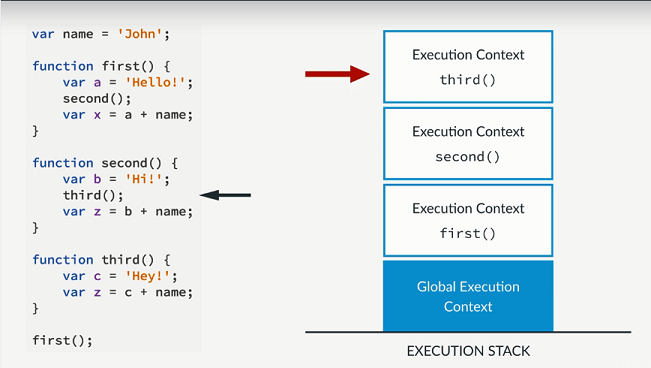 var name = 'John';
function first() {
    var a = 'Hello!';
    second();
    var x = a + name;
}
function second() {
    var b = 'Hi!';
    third();
    var z = b + name;
}
function third() {
    var c = 'Hey!';
    var z = c + name;
}
first();
Execution Context
third()
Execution Context
second()
Execution Context
first()
Global Execution
Context
EXECUTION STACK